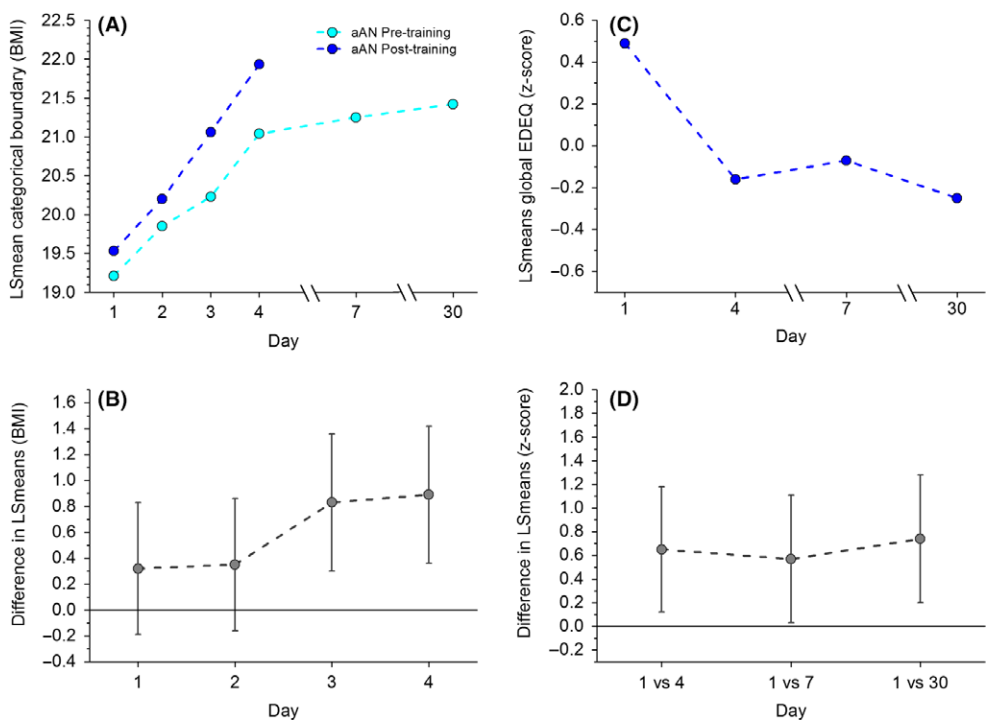 (A)
aAN Pre-training
aAN Post-training
LSmean categorical boundary (BMI)
22.5
22.0
21.5
21.0
20.5
20.0
19.5
19.0
1 2 3 4 7 30
Day
(C)
LSmeans global EDEQ (z-score)
0.6
0.4
0.2
0.0
−0.2
−0.4
−0.6
1 4 7 30
Day
(B)
Difference in LSmeans (BMI)
1.6
1.4
1.2
1.0
0.8
0.6
0.4
0.2
0.0
−0.2
−0.4
1 2 3 4
Day
(D)
Difference in LSmeans (z-score)
2.0
1.8
1.6
1.4
1.2
1.0
0.8
0.6
0.4
0.2
0.0
−0.2
1 vs 4 1 vs 7 1 vs 30
Day